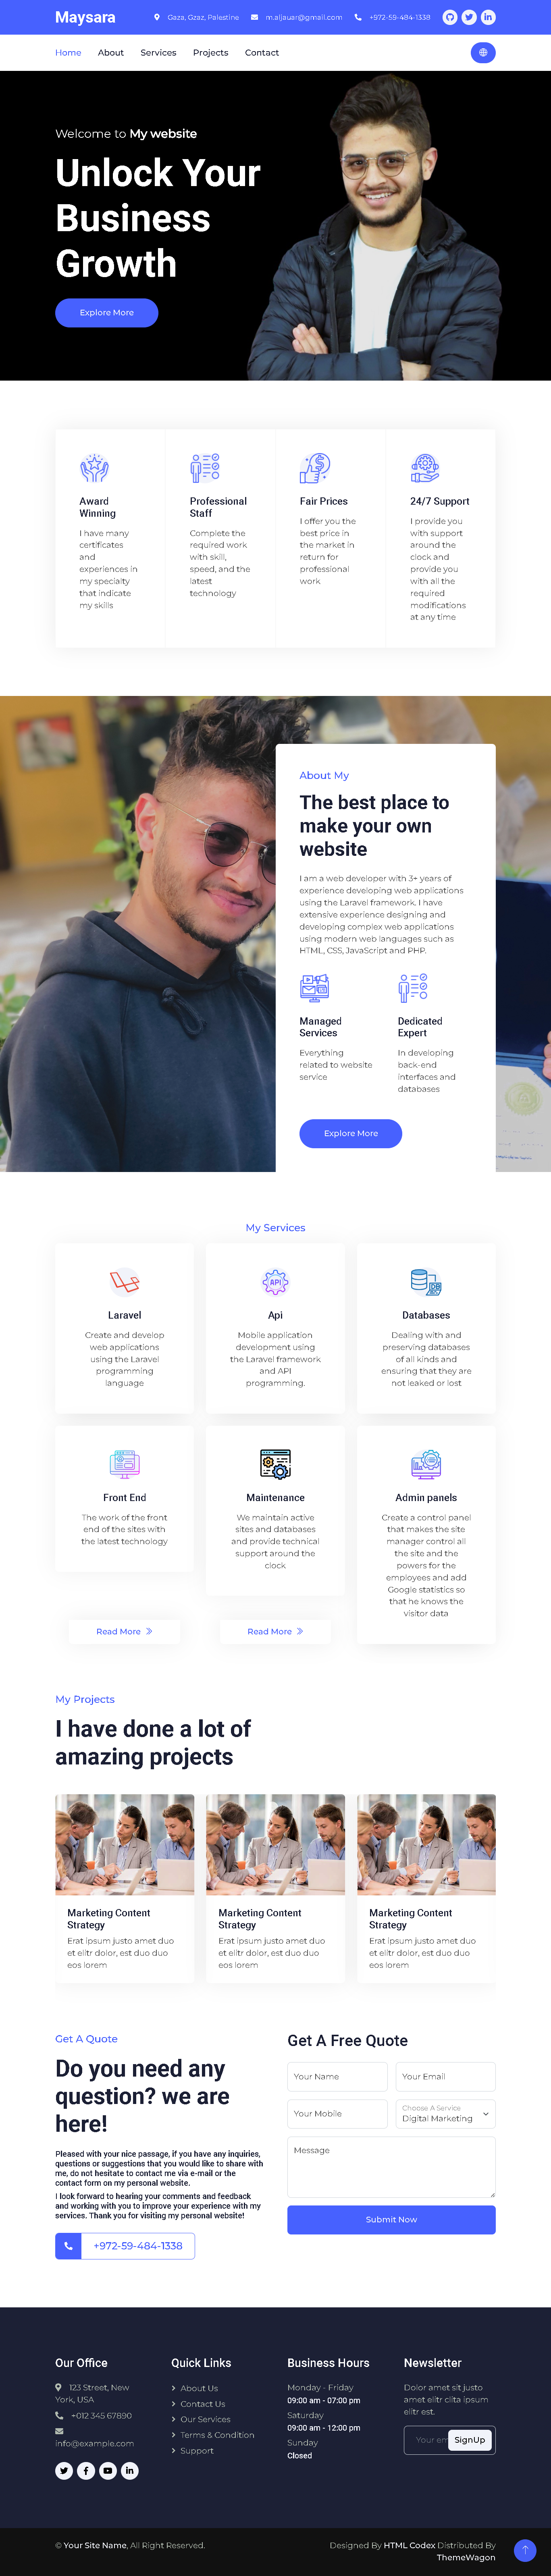 Maysara
Gaza, Gzaz, Palestine
m.aljauar@gmail.com
+972-59-484-1338
Home
About
Services
Projects
Contact
Welcome to My website
Unlock Your
Business
Growth
Explore More
Award
Winning
I have many
certificates
and
experiences in
my specialty
that indicate
my skills
Professional
Staff
Complete the
required work
with skill,
speed, and the
latest
technology
Fair Prices
I offer you the
best price in
the market in
return for
professional
work
24/7 Support
I provide you
with support
around the
clock and
provide you
with all the
required
modifications
at any time
About My
The best place to
make your own
website
I am a web developer with 3+ years of
experience developing web applications
using the Laravel framework. I have
extensive experience designing and
developing complex web applications
using modern web languages such as
HTML, CSS, JavaScript and PHP.
Managed
Services
Everything
related to website
service
Dedicated
Expert
In developing
back-end
interfaces and
databases
Explore More
My Services
Laravel
Create and develop
web applications
using the Laravel
programming
language
API
Api
Mobile application
development using
the Laravel framework
and API
programming.
Databases
Dealing with and
preserving databases
of all kinds and
ensuring that they are
not leaked or lost
Front End
The work of the front
end of the sites with
the latest technology
Read More
Maintenance
We maintain active
sites and databases
and provide technical
support around the
clock
Read More
Admin panels
Create a control panel
that makes the site
manager control all
the site and the
powers for the
employees and add
Google statistics so
that he knows the
visitor data
My Projects
I have done a lot of
amazing projects
Marketing Content
Strategy
Erat ipsum justo amet duo
et elitr dolor, est duo duo
eos lorem
Marketing Content
Strategy
Erat ipsum justo amet duo
et elitr dolor, est duo duo
eos lorem
Marketing Content
Strategy
Erat ipsum justo amet duo
et elitr dolor, est duo duo
eos lorem
Get A Quote
Do you need any
question? we are
here!
Pleased with your nice passage, if you have any inquiries,
questions or suggestions that you would like to share with
me, do not hesitate to contact me via e-mail or the
contact form on my personal website.
I look forward to hearing your comments and feedback
and working with you to improve your experience with my
services. Thank you for visiting my personal website!
+972-59-484-1338
Get A Free Quote
Your Name
Your Email
Your Mobile
Choose A Service
Digital Marketing
Message
Submit Now
Our Office
123 Street, New
York, USA
+012 345 67890
info@example.com
Quick Links
About Us
Contact Us
Our Services
Terms & Condition
Support
Business Hours
Monday - Friday
09:00 am - 07:00 pm
Saturday
09:00 am - 12:00 pm
Sunday
Closed
Newsletter
Dolor amet sit justo
amet elitr clita ipsum
elitr est.
Your em
SignUp
© Your Site Name, All Right Reserved.
Designed By HTML Codex Distributed By
ThemeWagon